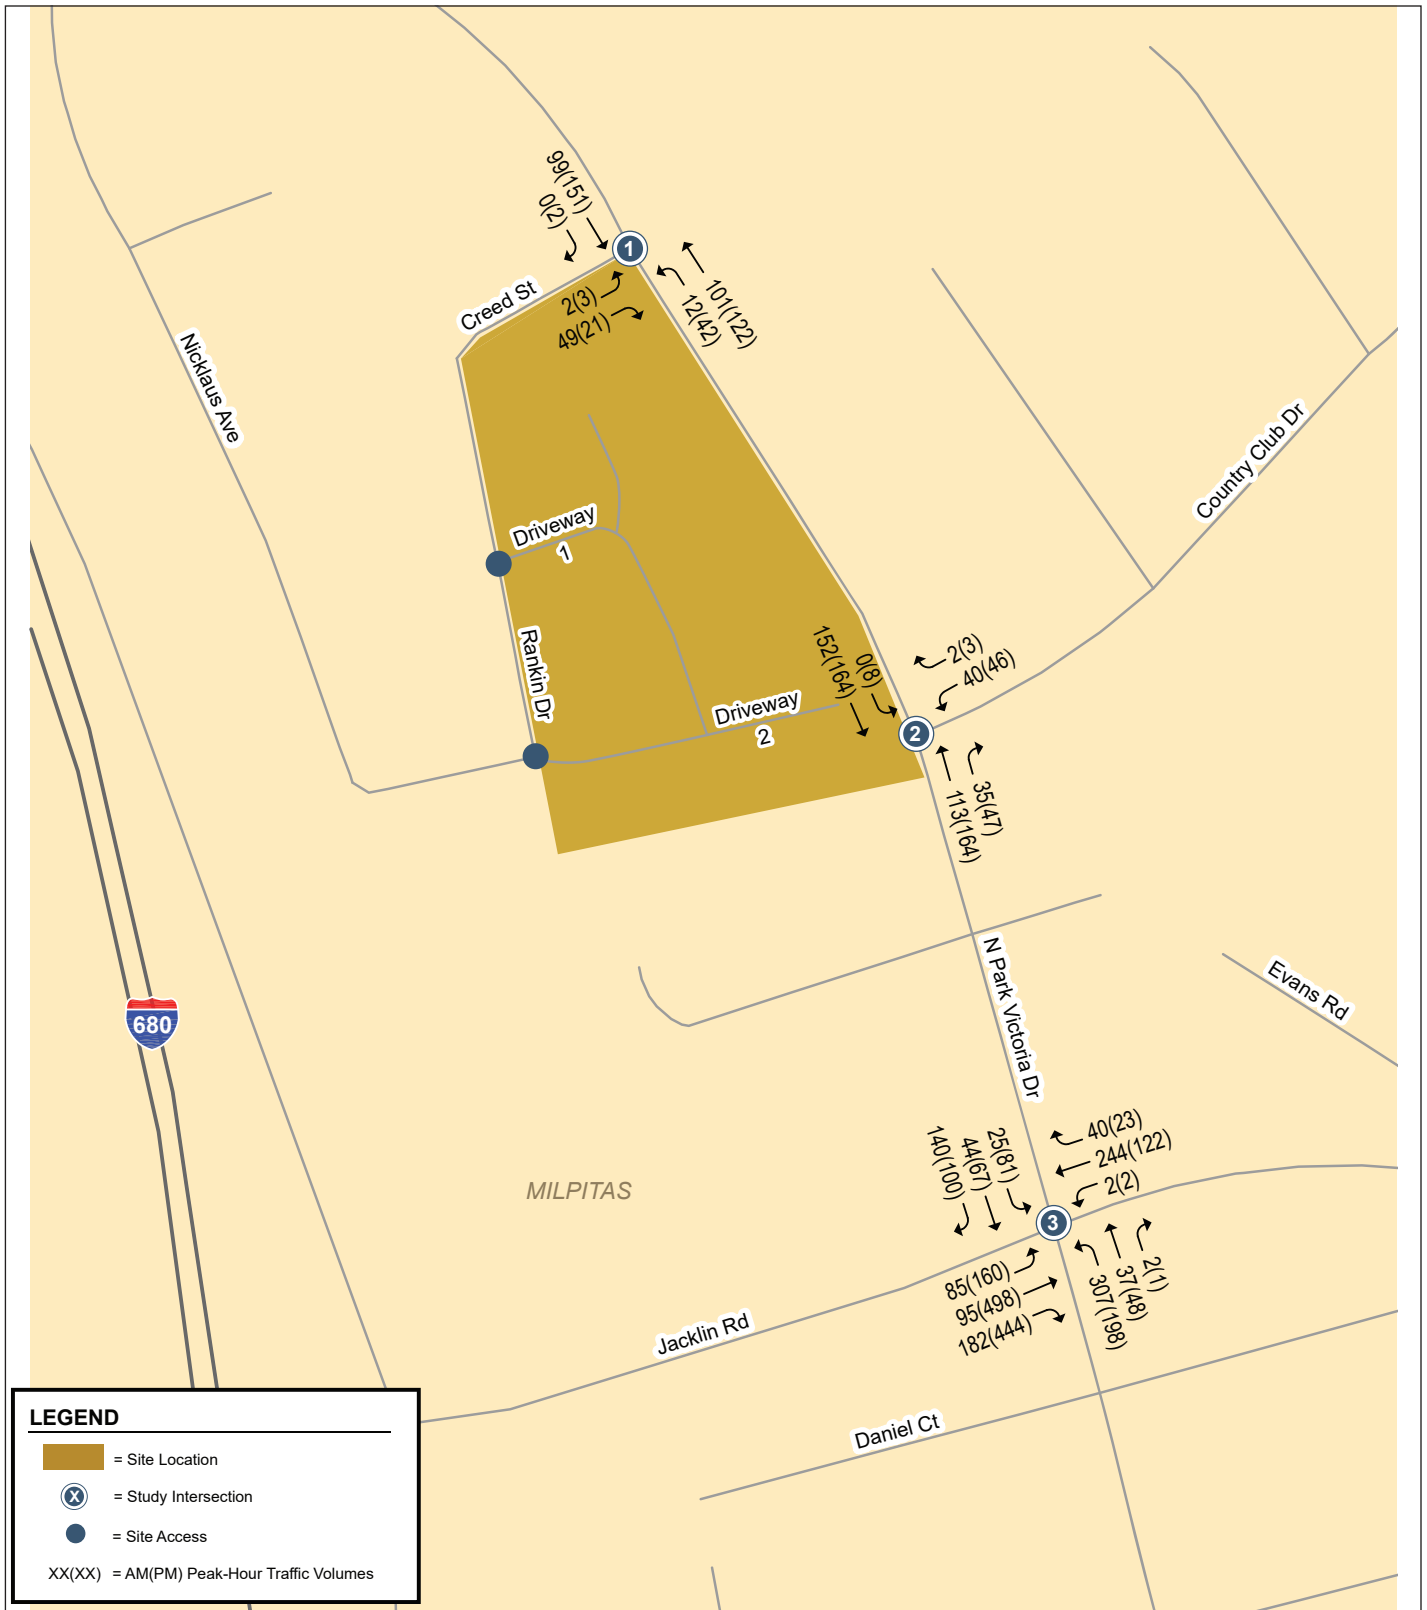 99(151)
0(2)
1
101(122)
12(42)
2(3)
49(21)
Creed St
Nicklaus Ave
Country Club Dr
Driveway
1
Rankin Dr
Driveway
2
152(164)
0(8)
2(3)
40(46)
2
35(47)
113(164)
N Park Victoria Dr
Evans Rd
680
MILPITAS
140(100)
44(67)
25(81)
40(23)
244(122)
2(2)
3
85(160)
95(498)
182(444)
2(1)
37(48)
307(198)
Jacklin Rd
Daniel Ct
LEGEND
= Site Location
X = Study Intersection
= Site Access
XX(XX) = AM(PM) Peak-Hour Traffic Volumes